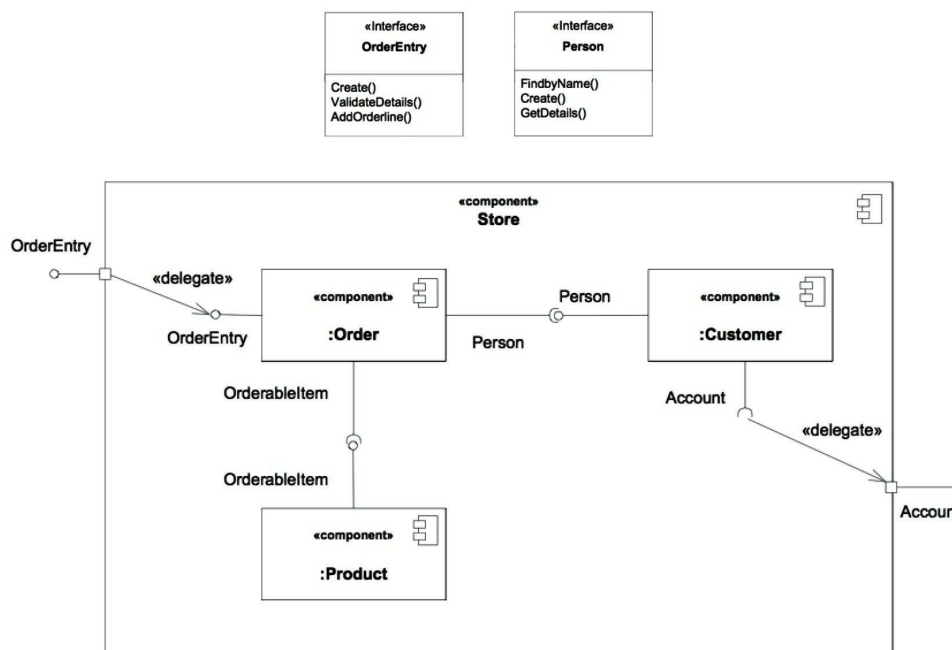 «Interface»
OrderEntry
Create()
ValidateDetails()
AddOrderline()
«Interface»
Person
FindbyName()
Create()
GetDetails()
«component»
Store
OrderEntry
«delegate»
OrderEntry
«component»
:Order
Person
Person
«component»
:Customer
OrderableItem
Account
«delegate»
OrderableItem
Accoun
«component»
:Product